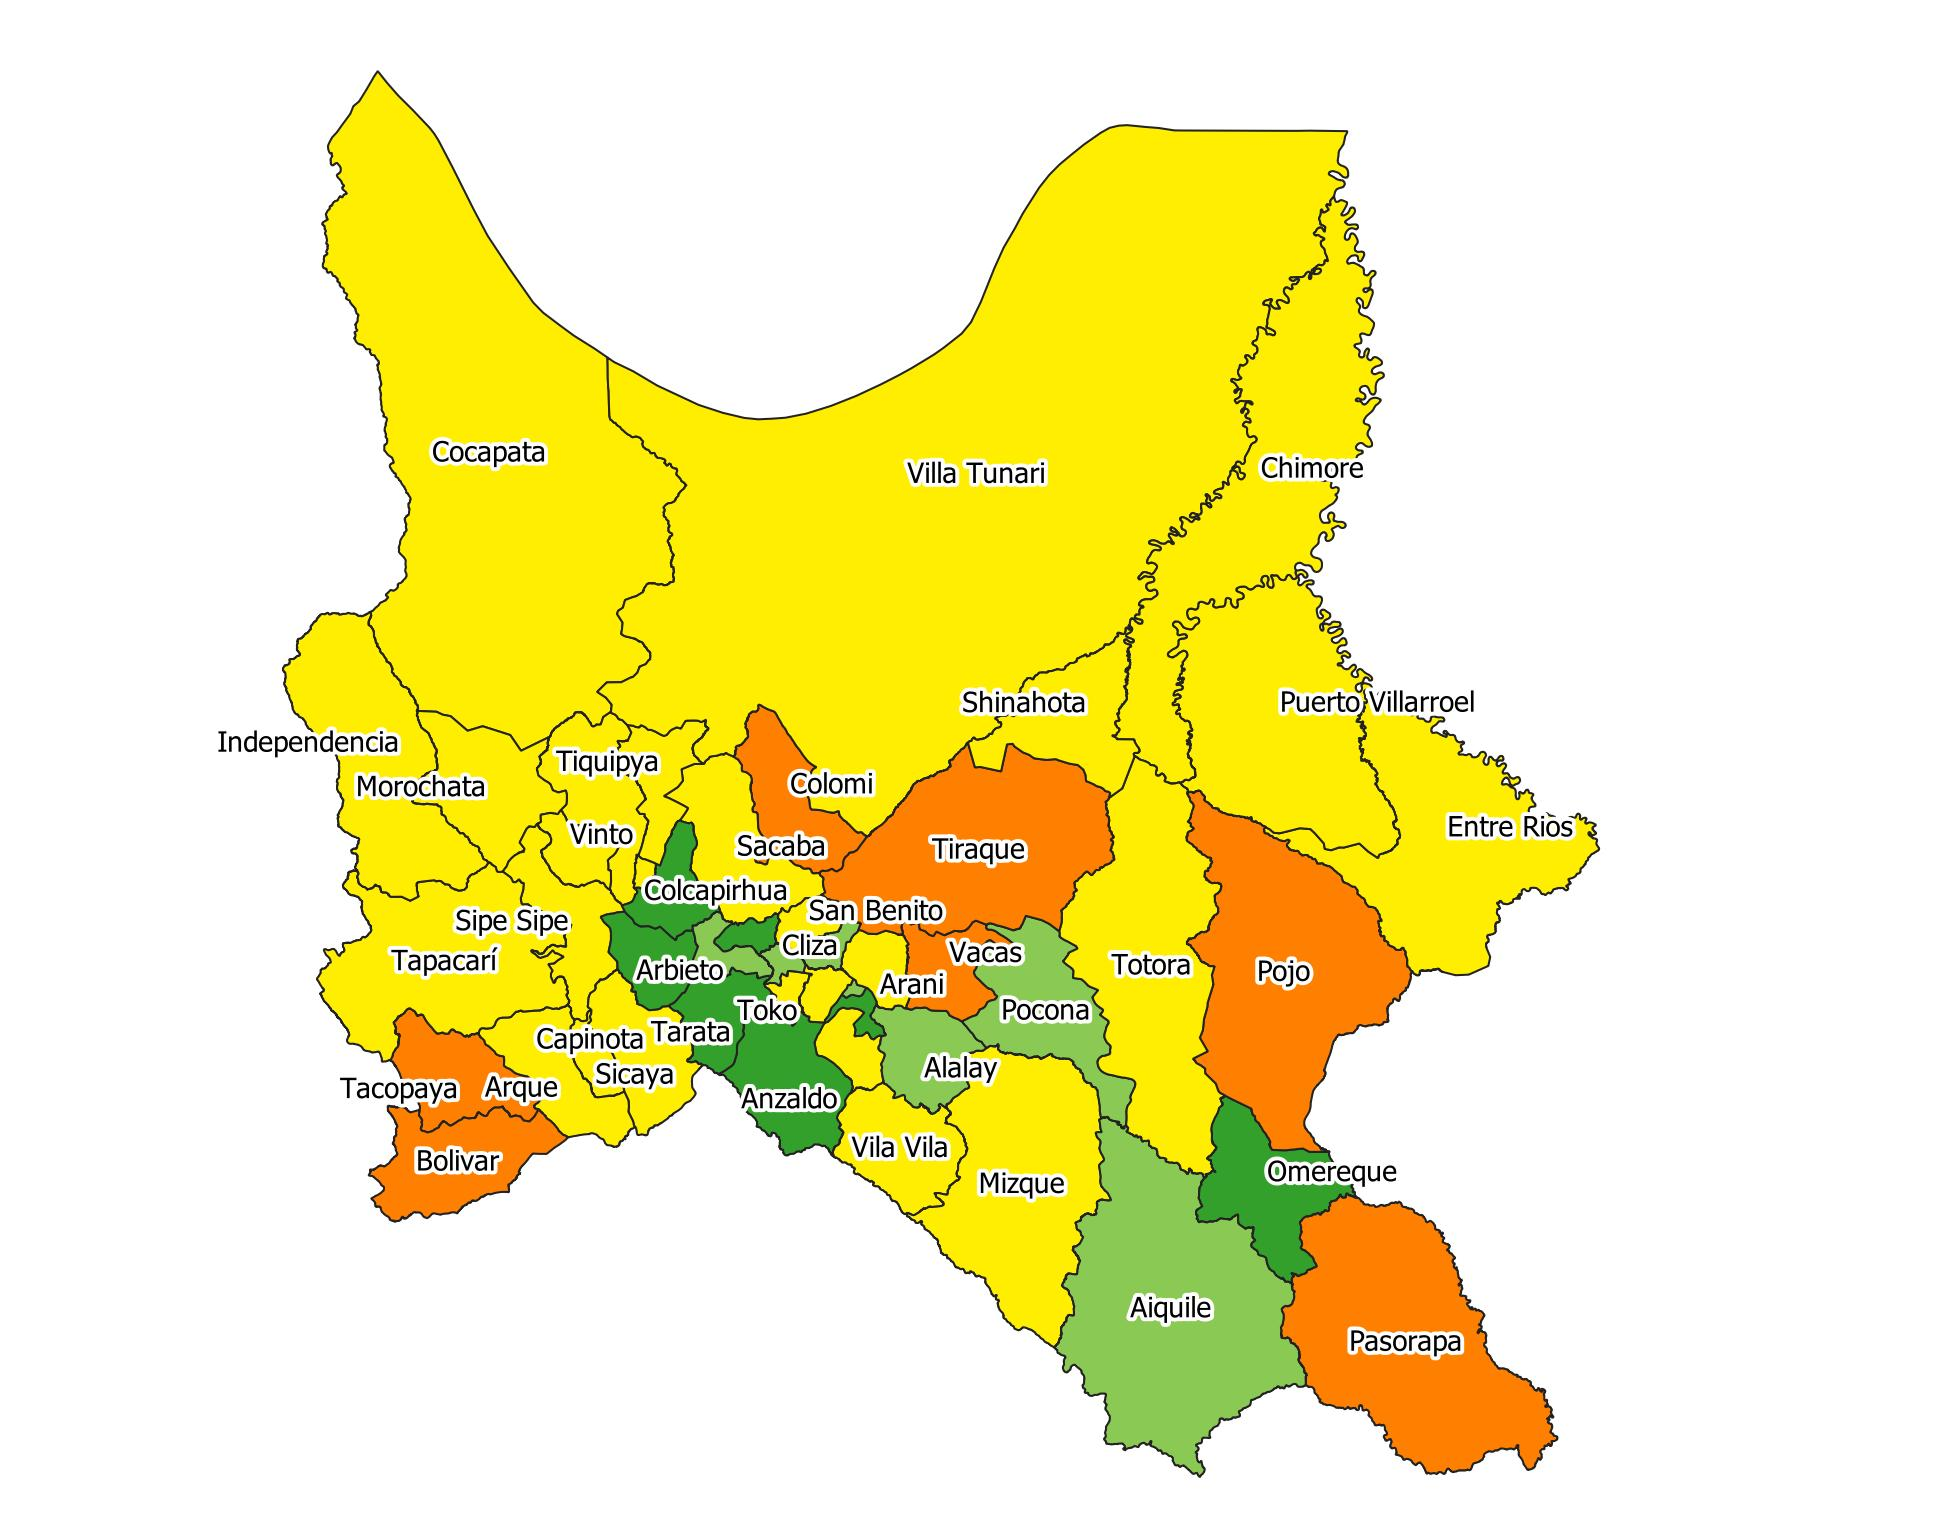 Cocapata
Villa Tunari
Chimore
Shinahota
Puerto Villarroel
Independencia
Tiquipya
Morochata
Colomi
Vinto
Sacaba
Tiraque
Entre Rios
Colcapirhua
San Benito
Sipe Sipe
Cliza
Vacas
Tapacarí
Arbieto
Totora
Pojo
Arani
Toko
Pocona
Capinota
Tarata
Sicaya
Alalay
Tacopaya
Arque
Anzaldo
Vila Vila
Bolivar
Omereque
Mizque
Aiquile
Pasorapa